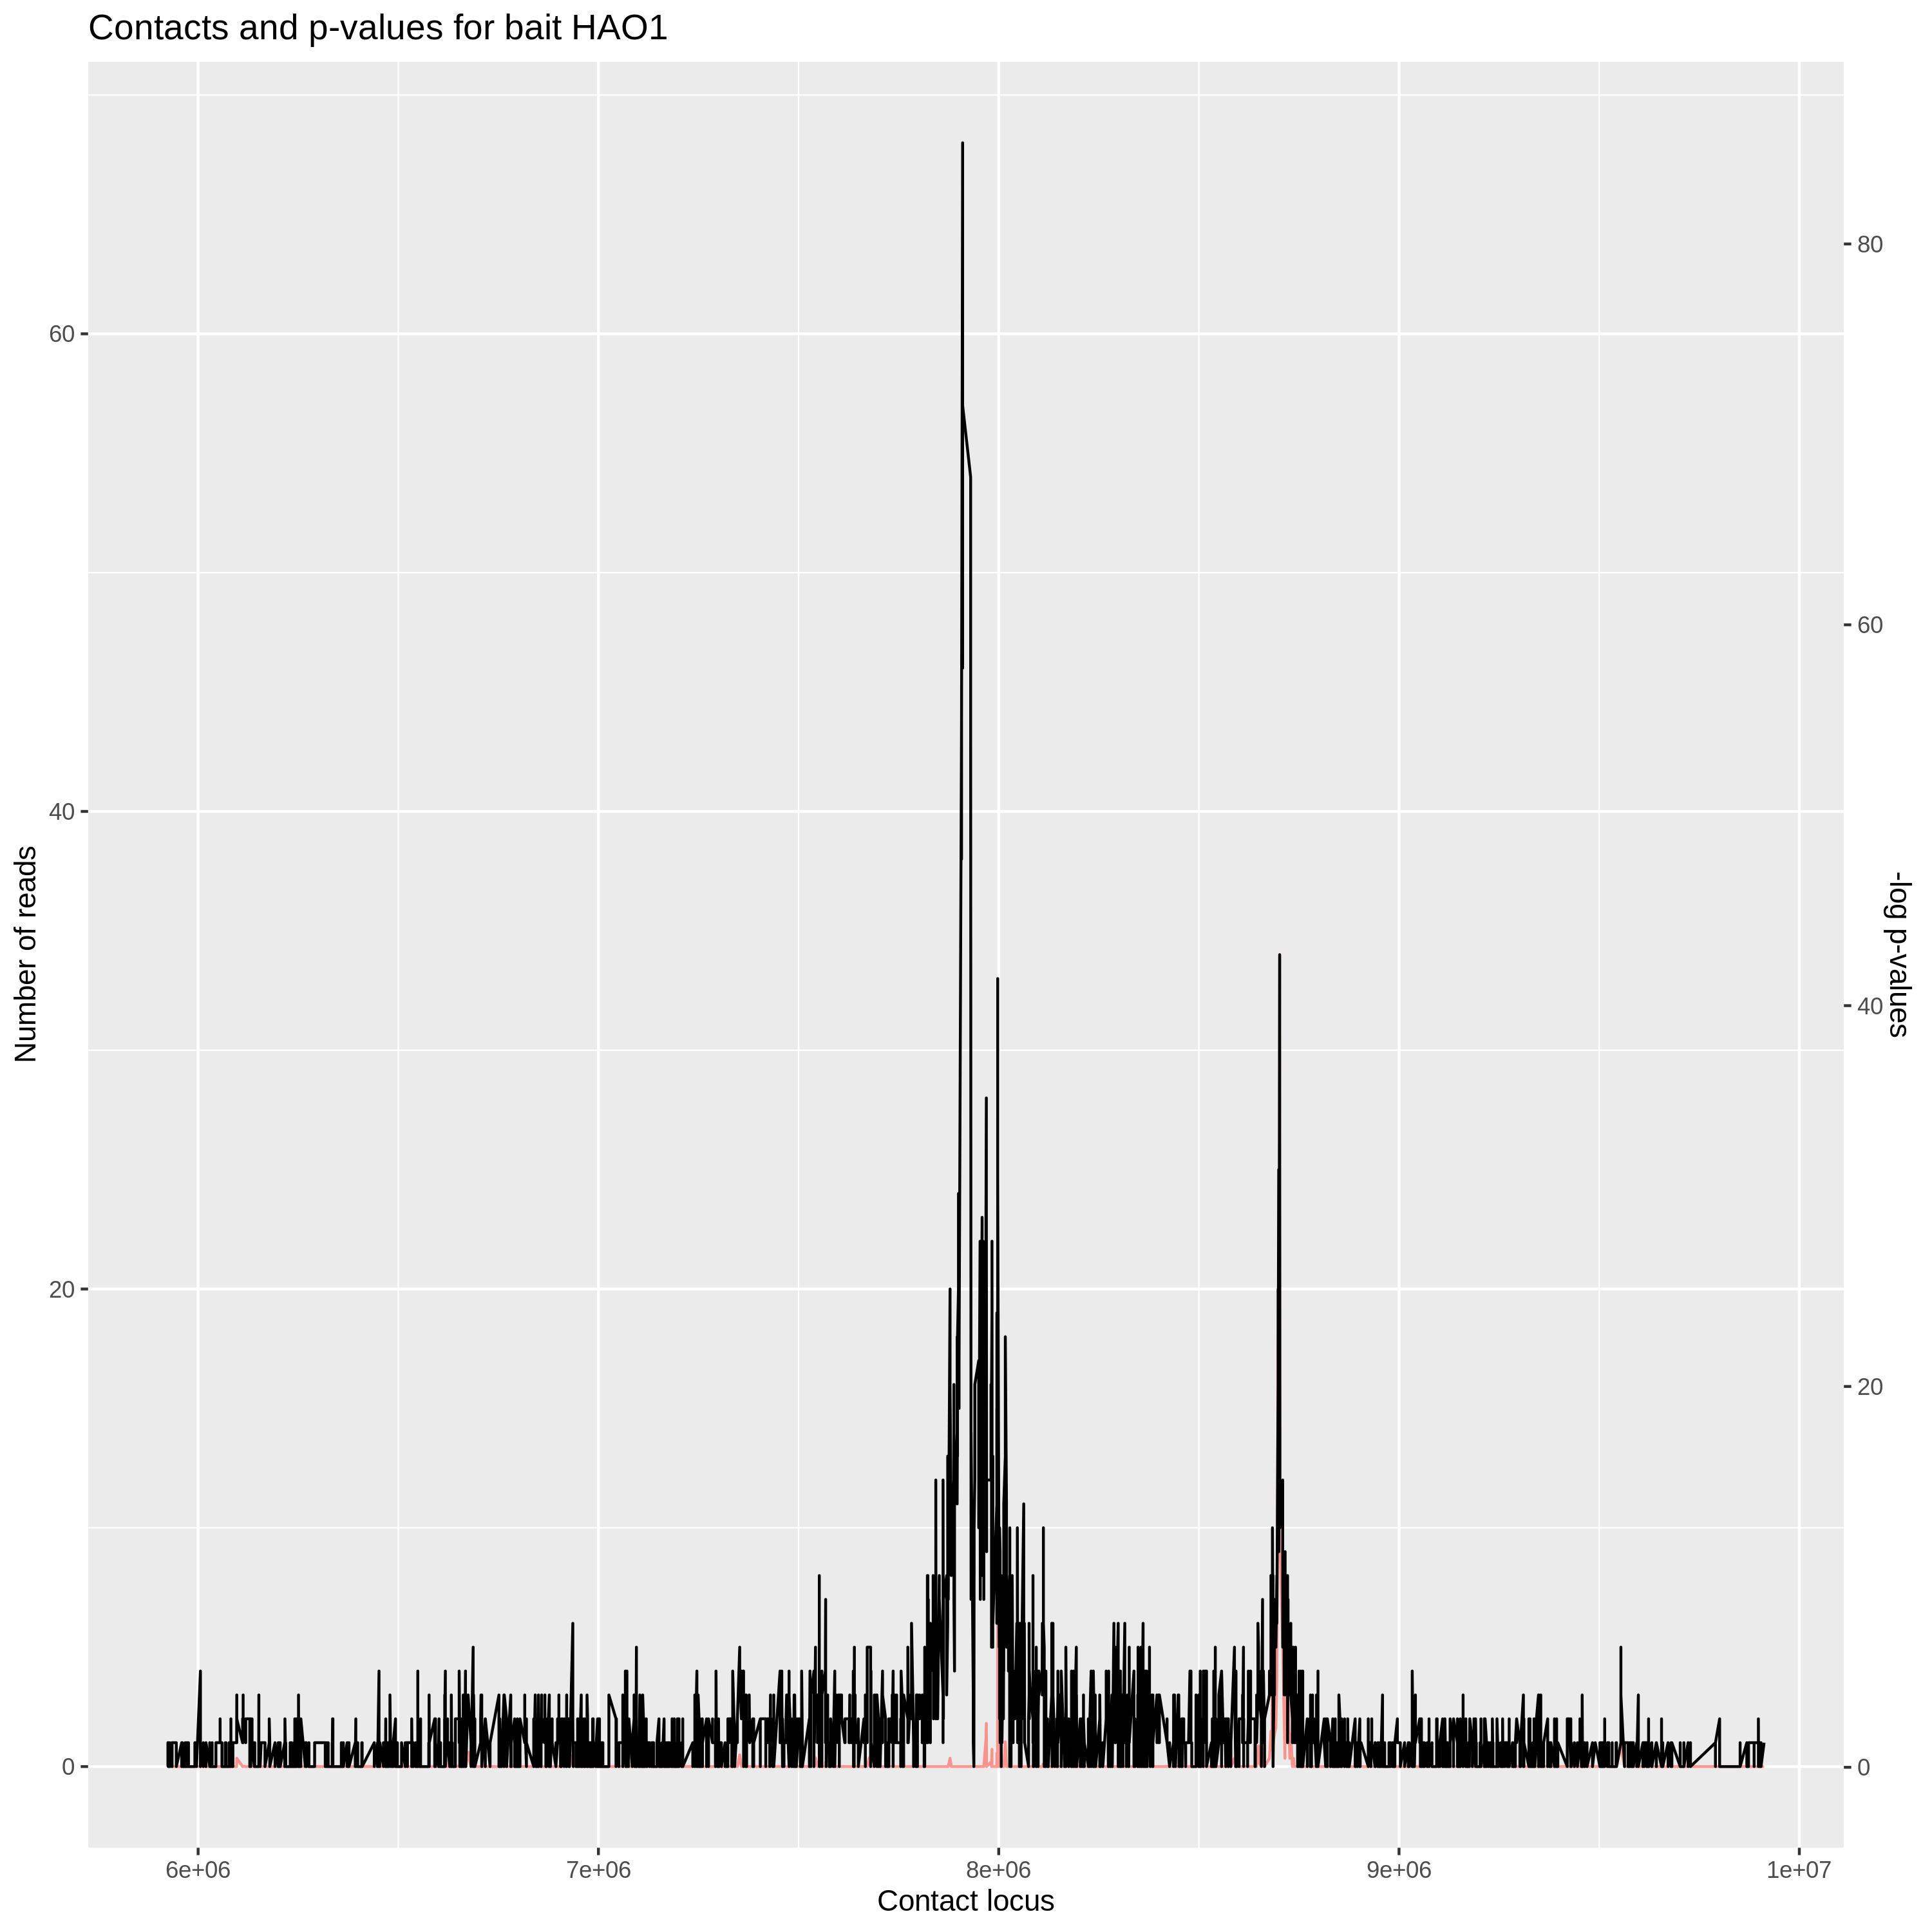 Contacts and p-values for bait HAO1
Number of reads
60
40
20
0
80
60
40
20
0
-log p-values
6e+06
7e+06
8e+06
9e+06
1e+07
Contact locus